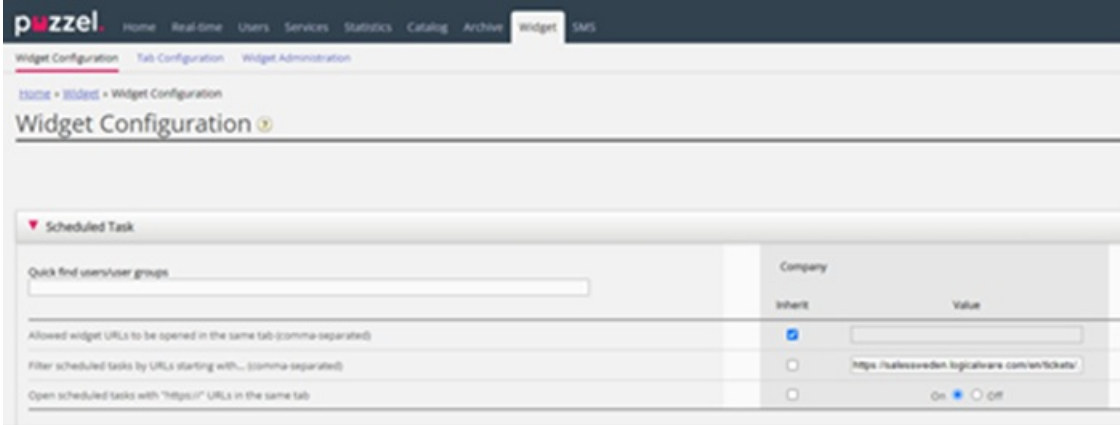 puzzel. Home Real-time Users Services Statistics Catalog Archive Widget SMS
Widget Configuration Tab Configuration Widget Administration
Home » Widget » Widget Configuration
Widget Configuration ?
Scheduled Task
Quick find users/user groups
Company
Inherit Value
Allowed widget URLs to be opened in the same tab (comma-separated)
Filter scheduled tasks by URLs starting with... (comma-separated) https://salessweden.logicalware.com/en/tickets/
Open scheduled tasks with "https://" URLs in the same tab On Off